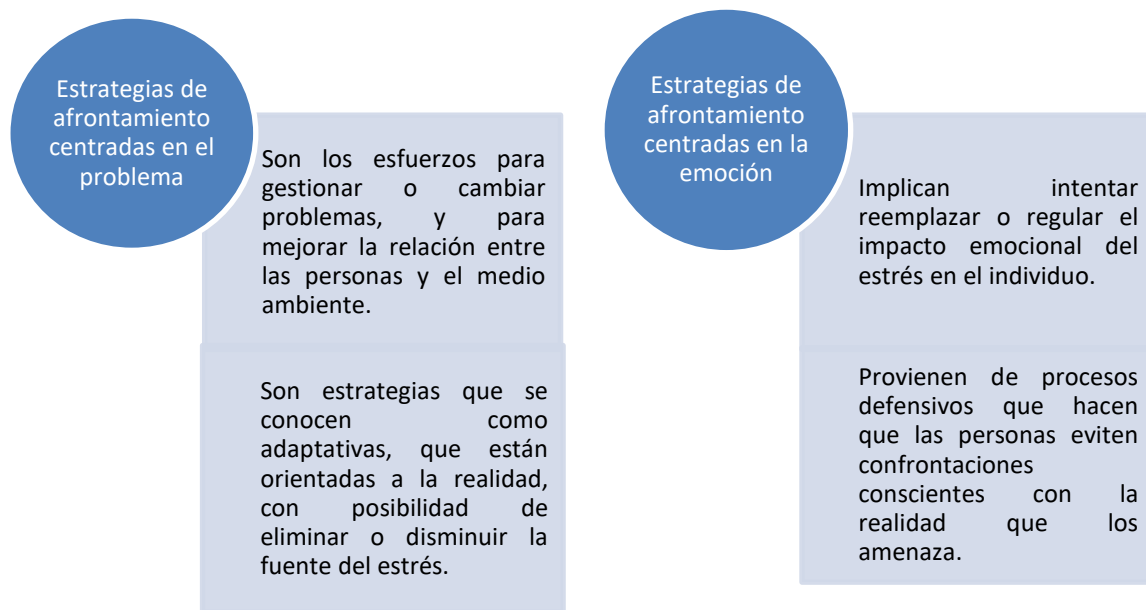 Estrategias de
afrontamiento
centradas en el
problema
Son los esfuerzos para
gestionar o cambiar
problemas, y para
mejorar la relación entre
las personas y el medio
ambiente.
Son estrategias que se
conocen como
adaptativas, que están
orientadas a la realidad,
con posibilidad de
eliminar o disminuir la
fuente del estrés.
Estrategias de
afrontamiento
centradas en la
emoción
Implican intentar
reemplazar o regular el
impacto emocional del
estrés en el individuo.
Provienen de procesos
defensivos que hacen
que las personas eviten
confrontaciones
conscientes con la
realidad que los
amenaza.